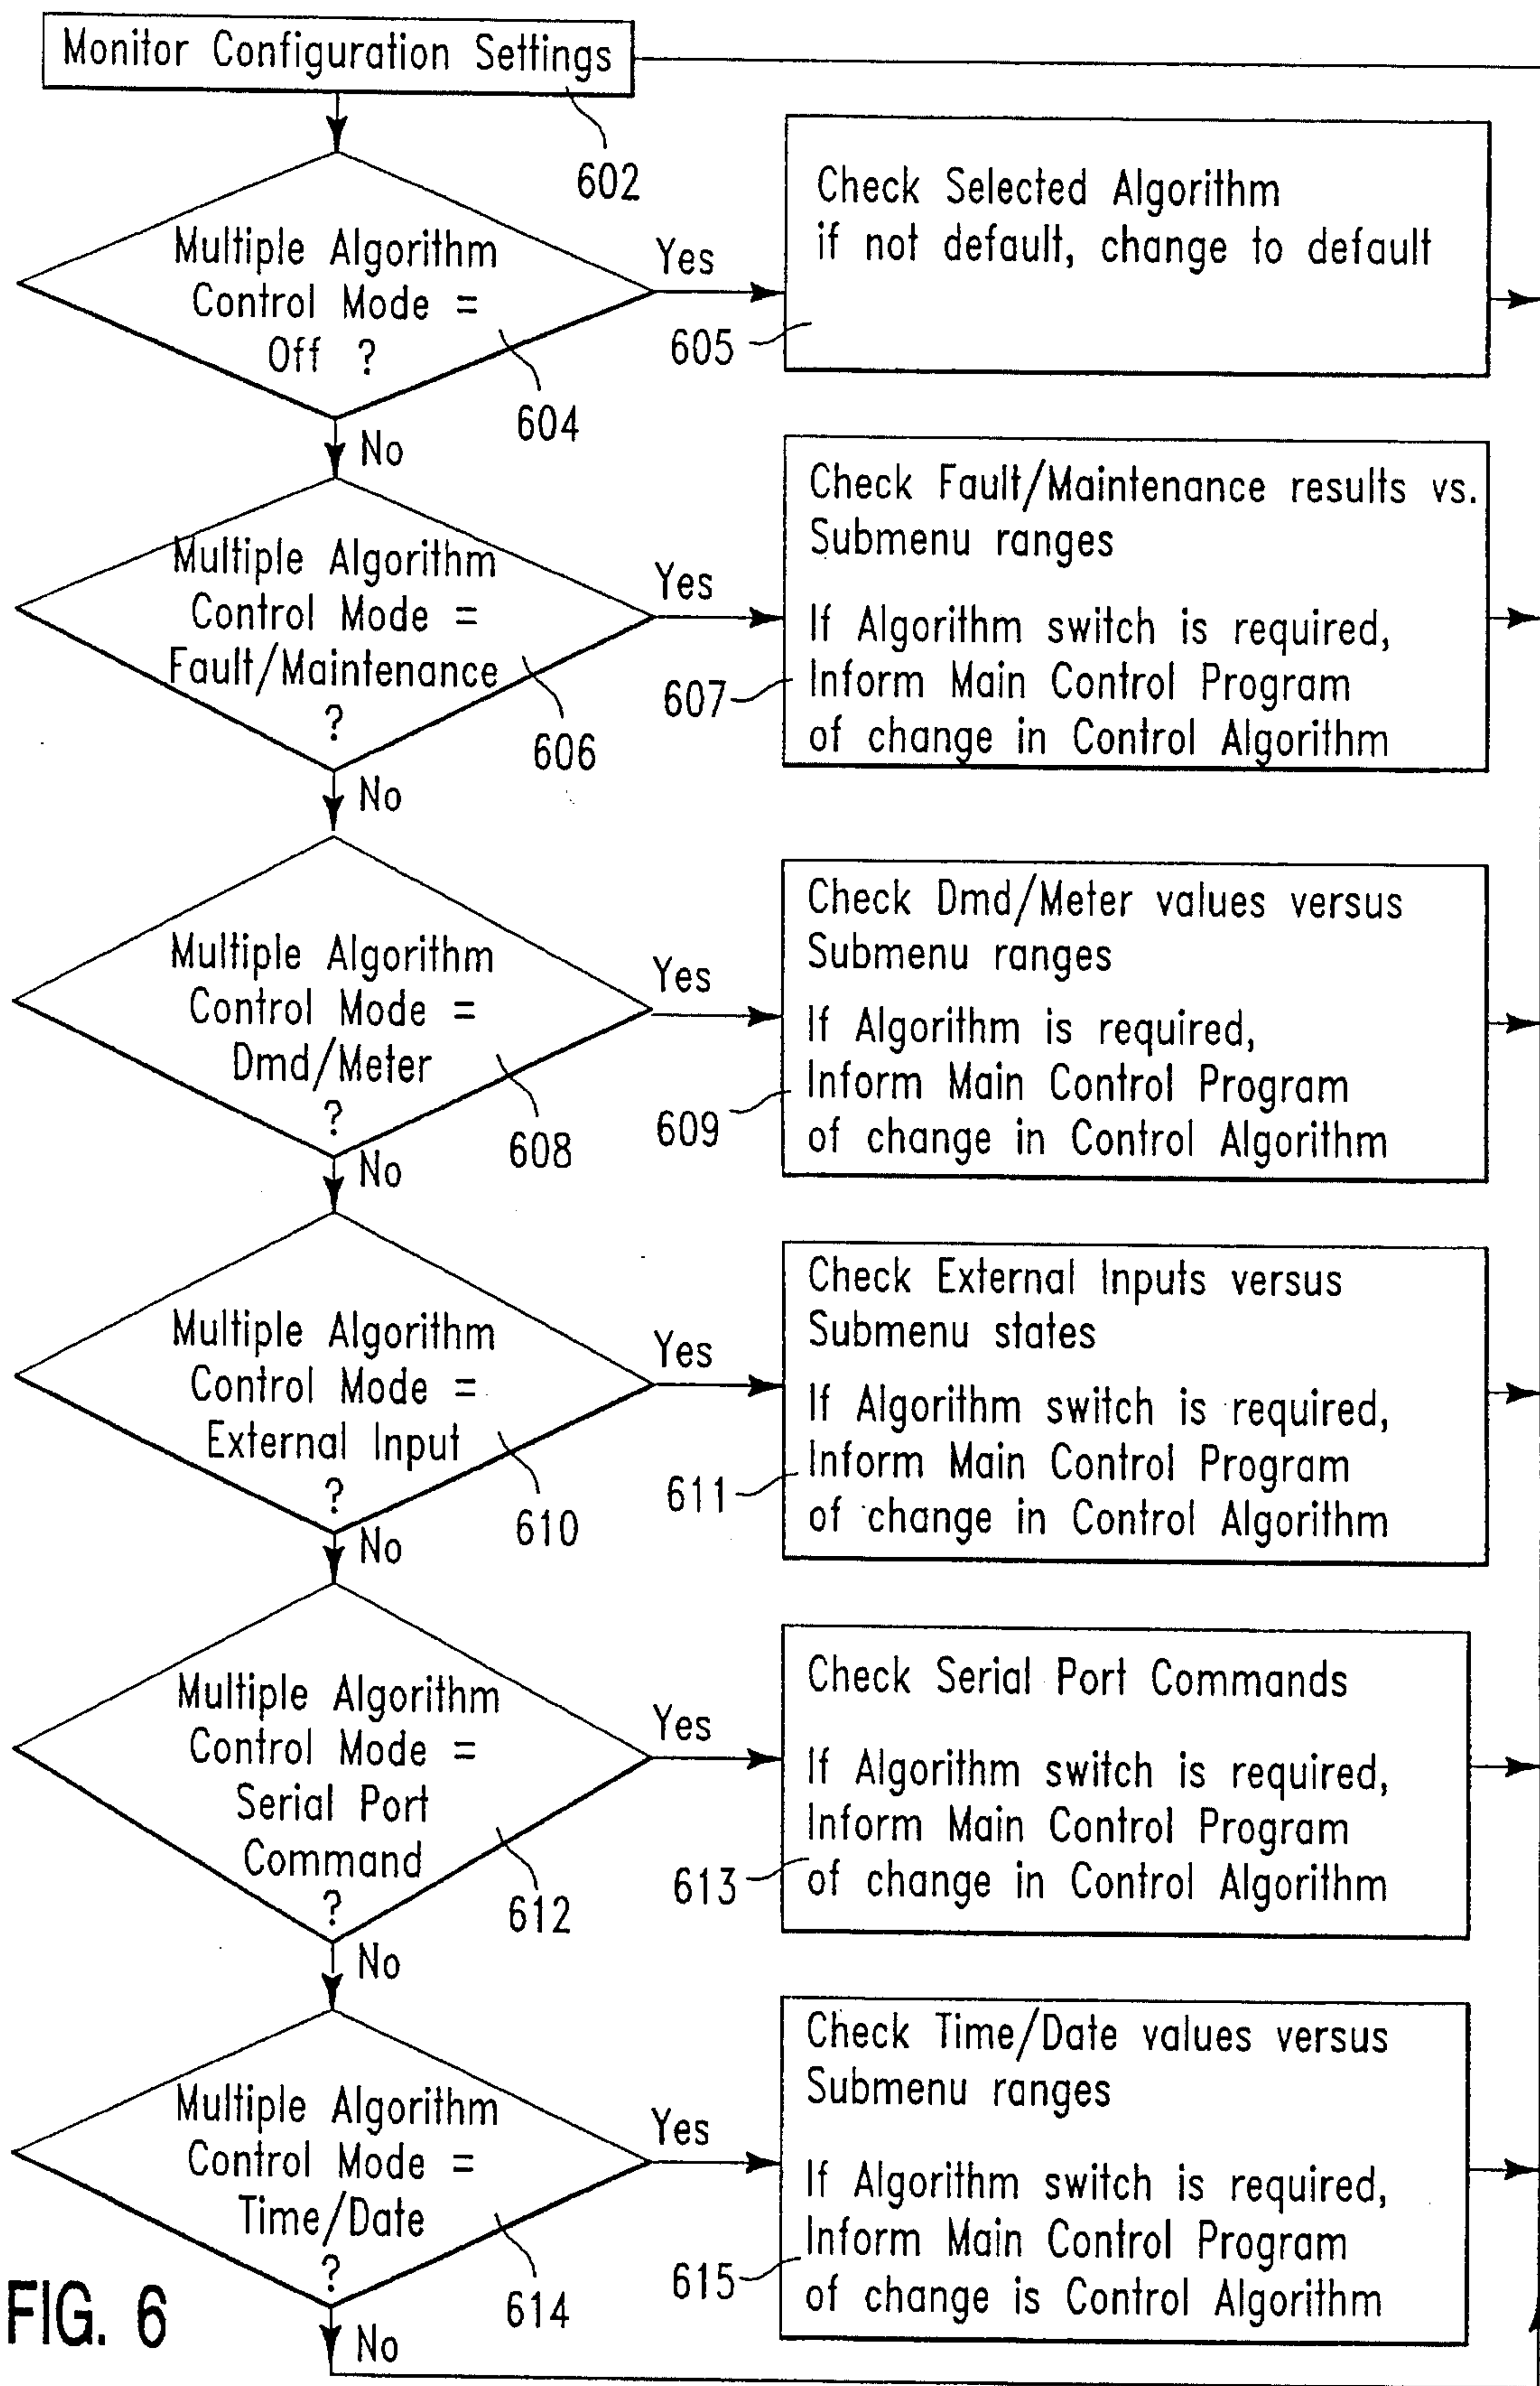 Monitor Configuration Settings
602
Multiple Algorithm
Control Mode =
Off ?
604
Yes
No
Check Selected Algorithm
if not default, change to default
605
Multiple Algorithm
Control Mode =
Fault/Maintenance
?
606
Yes
No
Check Fault/Maintenance results vs.
Submenu ranges
If Algorithm switch is required,
Inform Main Control Program
of change in Control Algorithm
607
Multiple Algorithm
Control Mode =
Dmd/Meter
?
608
Yes
No
Check Dmd/Meter values versus
Submenu ranges
If Algorithm is required,
Inform Main Control Program
of change in Control Algorithm
609
Multiple Algorithm
Control Mode =
External Input
?
610
Yes
No
Check External Inputs versus
Submenu states
If Algorithm switch is required,
Inform Main Control Program
of change in Control Algorithm
611
Multiple Algorithm
Control Mode =
Serial Port
Command
?
612
Yes
No
Check Serial Port Commands
If Algorithm switch is required,
Inform Main Control Program
of change in Control Algorithm
613
Multiple Algorithm
Control Mode =
Time/Date
?
614
Yes
No
Check Time/Date values versus
Submenu ranges
If Algorithm switch is required,
Inform Main Control Program
of change is Control Algorithm
615
FIG. 6